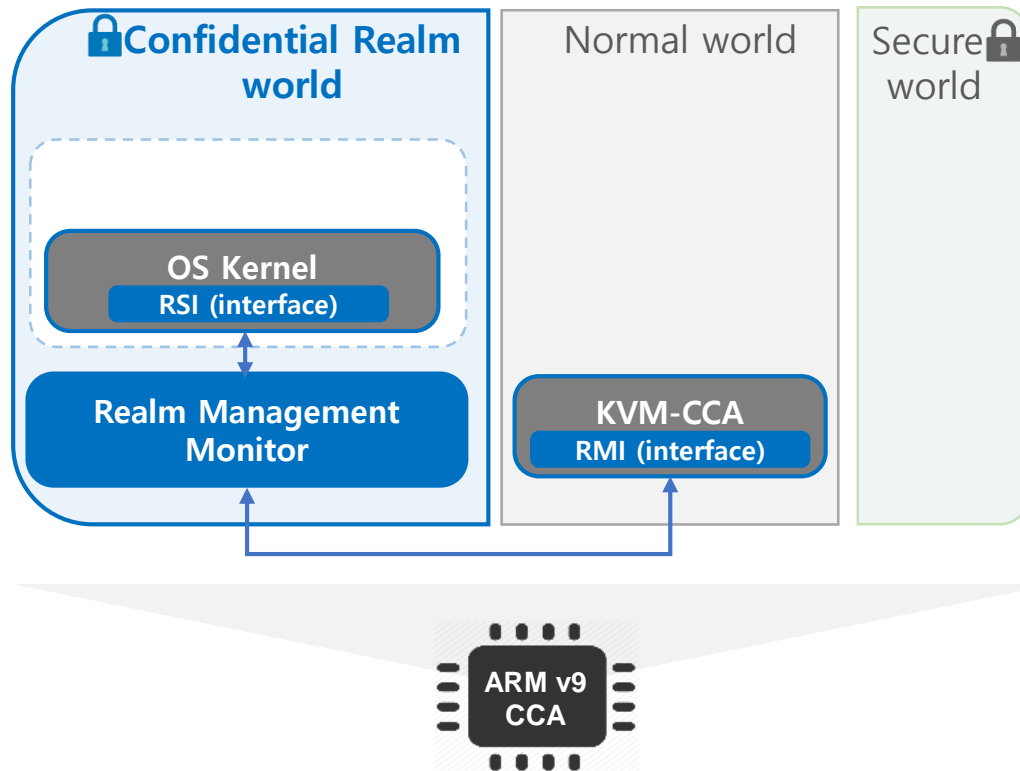 Confidential Realm
world
Normal world
Secure
world
OS Kernel
RSI (interface)
Realm Management
Monitor
KVM-CCA
RMI (interface)
ARM v9
CCA